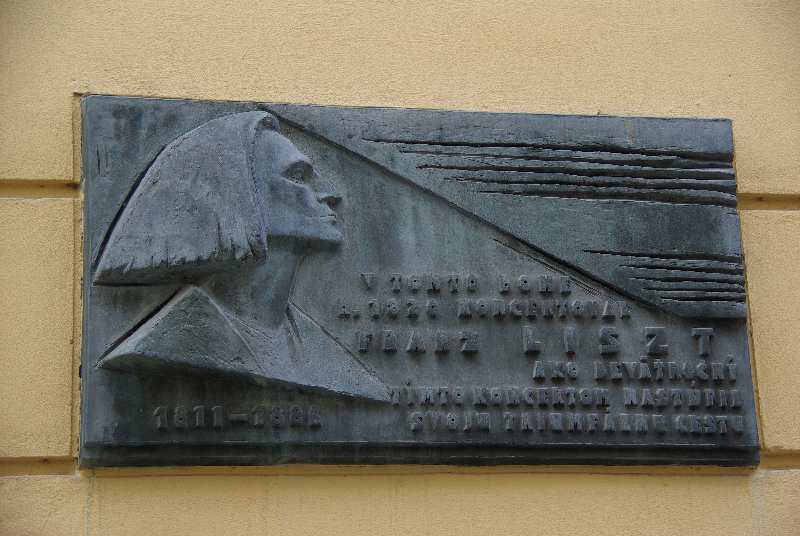 V TOMTO DOME
R. 1820 KONCERTOVAL
FRANZ LISZT
AKO DEVÄŤROČNÝ
TÝMTO KONCERTOM NASTÚPIL
SVOJU TRIUMFÁLNU CESTU
1811–1886